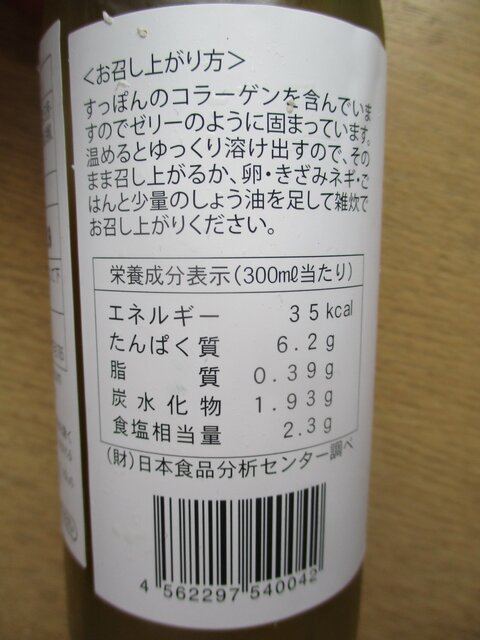 ＜お召し上がり方＞
すっぽんのコラーゲンを含んでいま
すのでゼリーのように固まっています。
温めるとゆっくり溶け出すので、その
まま召し上がるか、卵・きざみネギ・ご
はんと少量のしょう油を足して雑炊で
お召し上がりください。
栄養成分表示(300mℓ当たり)
エネルギー 35kcal
たんぱく質 6.2g
脂質 0.39g
炭水化物 1.93g
食塩相当量 2.3g
(財)日本食品分析センター調べ
4 562297 540042